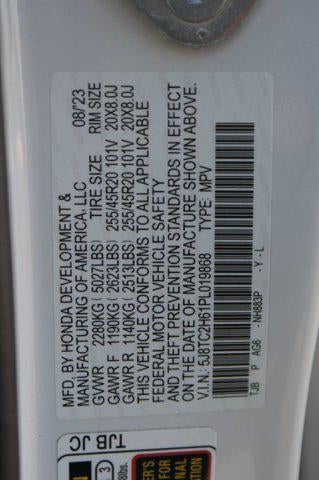 MFD. BY HONDA DEVELOPMENT & 08/'23
MANUFACTURING OF AMERICA, LLC
TIRE SIZE RIM SIZE
GVWR 2280KG( 5027LBS)
GAWR F 1190KG( 2623LBS) 255/45R20 101V 20X8.0J
GAWR R 1140KG( 2513LBS) 255/45R20 101V 20X8.0J
THIS VEHICLE CONFORMS TO ALL APPLICABLE
FEDERAL MOTOR VEHICLE SAFETY
AND THEFT PREVENTION STANDARDS IN EFFECT
ON THE DATE OF MANUFACTURE SHOWN ABOVE.
V.I.N.: 5J8TC2H61PL019868 TYPE: MPV
TJB P AG6 -NH883P -Y - L
TJB JC